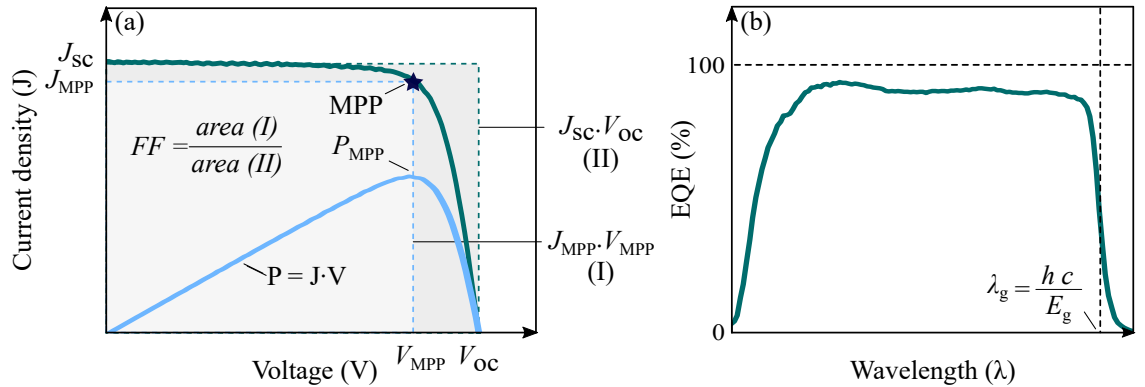 (a)
J_SC
J_MPP
MPP
FF = area (I) / area (II)
P_MPP
J_SC.V_OC
(II)
J_MPP.V_MPP
(I)
P = J·V
Current density (J)
Voltage (V)
V_MPP
V_OC
(b)
100
0
EQE (%)
λ_g = h c / E_g
Wavelength (λ)